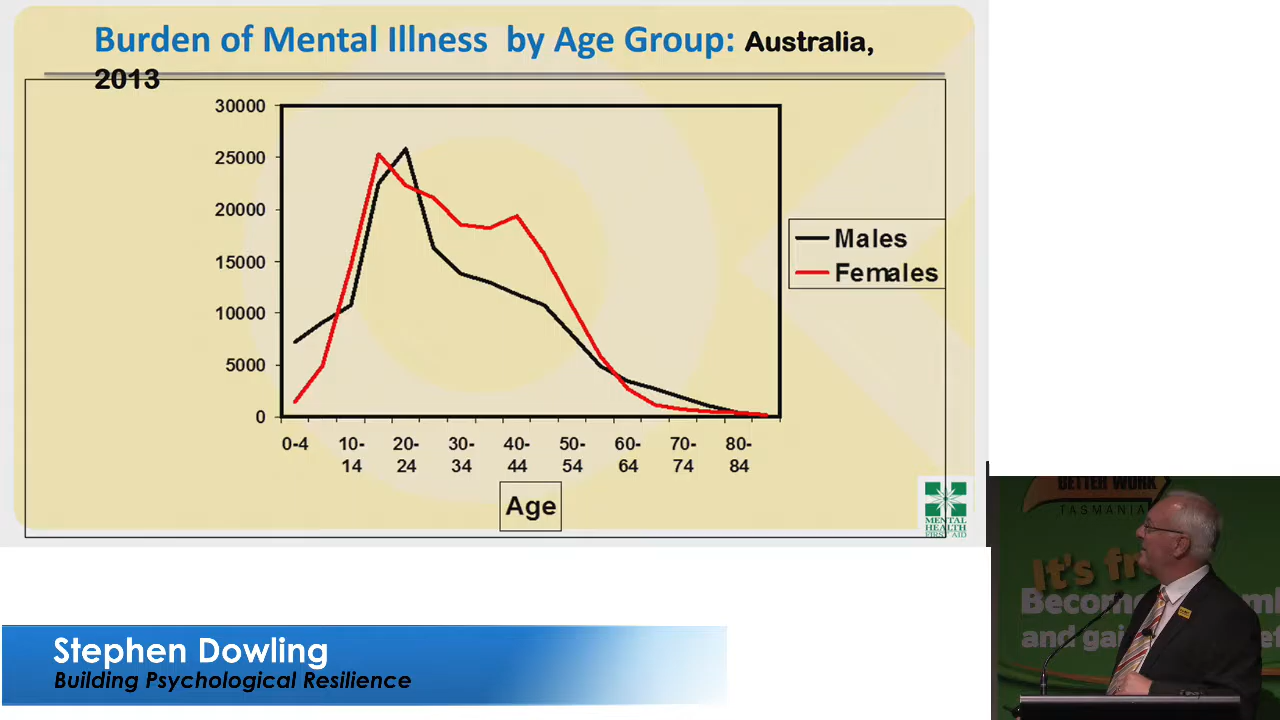 Burden of Mental Illness by Age Group: Australia,
2013
30000
25000
20000
15000
10000
5000
0
0-4 10- 20- 30- 40- 50- 60- 70- 80-
14 24 34 44 54 64 74 84
Age
Males
Females
MENTAL
HEALTH
FIRST AID
BETTER WORK
TASMANIA
It's
Become
and
Stephen Dowling
Building Psychological Resilience